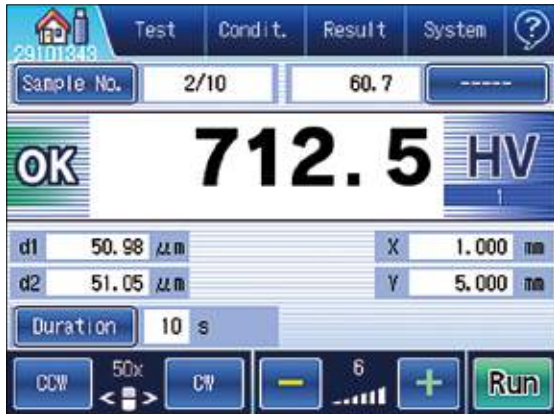 Test Condit. Result System ?
29101343
Sample No. 2/10 60.7 -----
OK 712.5 HV
1
d1 50.98 μm X 1.000 mm
d2 51.05 μm Y 5.000 mm
Duration 10 s
50x 6
CCW < > CW − + Run